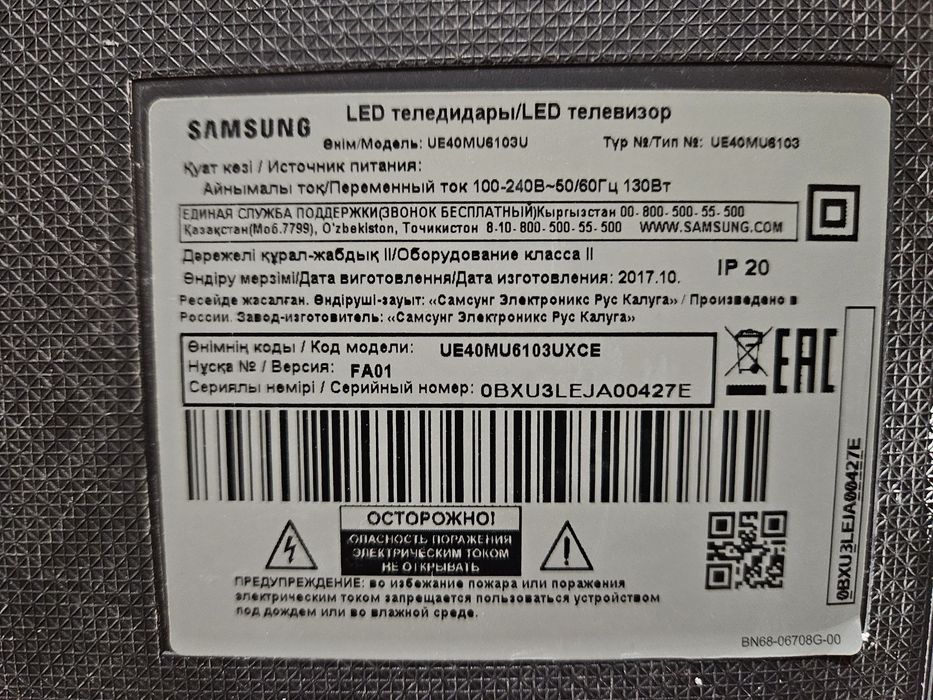 SAMSUNG
LED теледидары/LED телевизор
Өнім/Модель: UE40MU6103U Түр №/Тип №: UE40MU6103
Қуат көзі / Источник питания:
Айнымалы ток/Переменный ток 100-240В~50/60Гц 130Вт
ЕДИНАЯ СЛУЖБА ПОДДЕРЖКИ(ЗВОНОК БЕСПЛАТНЫЙ)Кыргызстан 00-800-500-55-500
Қазақстан(Моб.7799), O'zbekiston, Точикистон 8-10-800-500-55-500 WWW.SAMSUNG.COM
Дәрежелі құрал-жабдық II/Оборудование класса II
IP 20
Өндіру мерзімі/Дата виготовлення/Дата изготовления: 2017.10.
Ресейде жасалған. Өндіруші-зауыт: «Самсунг Электроникс Рус Калуга» / Произведено в
России. Завод-изготовитель: «Самсунг Электроникс Рус Калуга»
Өнімнің коды / Код модели: UE40MU6103UXCE
Нұсқа № / Версия: FA01
Сериялы немірі / Серийный номер: 0BXU3LEJA00427E
EAC
0BXU3LEJA00427E
ОСТОРОЖНО!
ОПАСНОСТЬ ПОРАЖЕНИЯ
ЭЛЕКТРИЧЕСКИМ ТОКОМ
НЕ ОТКРЫВАТЬ
ПРЕДУПРЕЖДЕНИЕ: во избежание пожара или поражения
электрическим током запрещается пользоваться устройством
под дождем или во влажной среде.
BN68-06708G-00